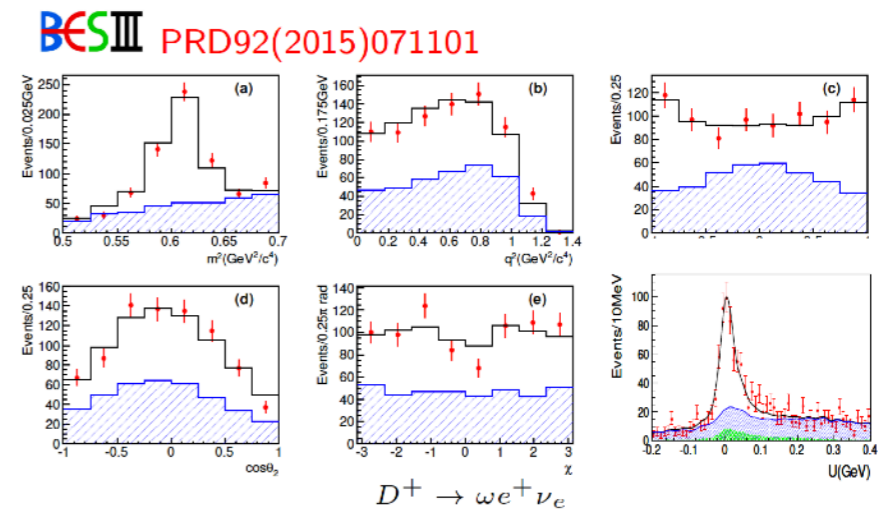 BESIII PRD92(2015)071101
(a)
Events/0.025GeV
250
200
150
100
50
0
0.5 0.55 0.6 0.65 0.7
m²(GeV²/c⁴)
(b)
Events/0.175GeV
160
140
120
100
80
60
40
20
0
0 0.2 0.4 0.6 0.8 1 1.2 1.4
q²(GeV²/c⁴)
(c)
Events/0.25
120
100
80
60
40
20
0
(d)
Events/0.25
160
140
120
100
80
60
40
20
0
-1 -0.5 0 0.5 1
cosθ₂
(e)
Events/0.25π rad
140
120
100
80
60
40
20
0
-3 -2 -1 0 1 2 3
χ
Events/10MeV
100
80
60
40
20
0
-0.2 -0.1 0 0.1 0.2 0.3 0.4
U(GeV)
D⁺ → ωe⁺νₑ